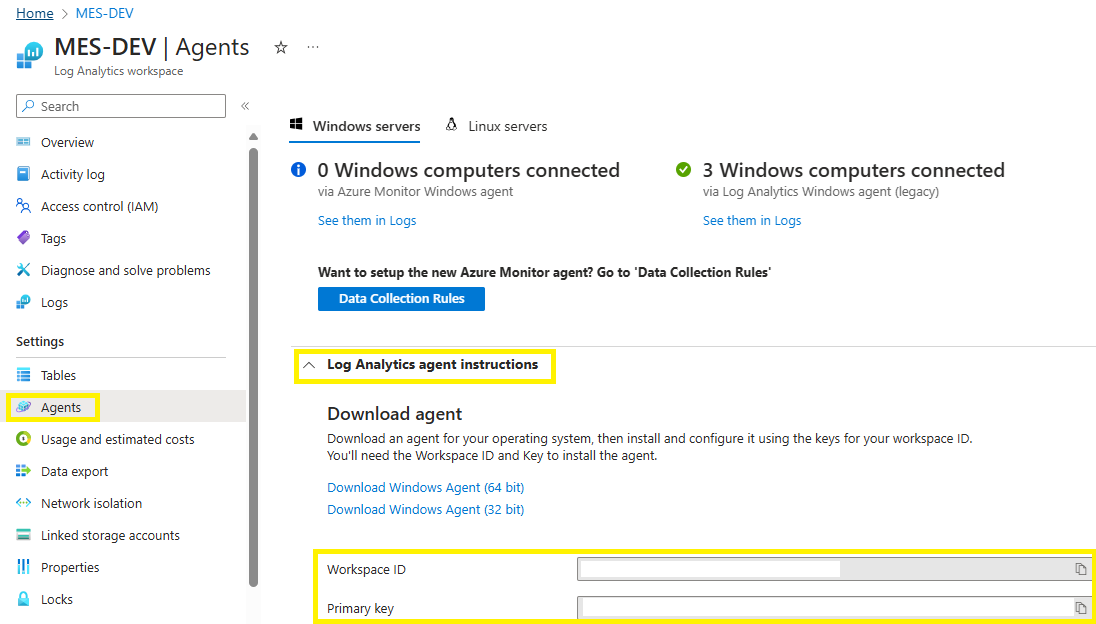 Home > MES-DEV
MES-DEV | Agents
Log Analytics workspace
Search
Overview
Activity log
Access control (IAM)
Tags
Diagnose and solve problems
Logs
Settings
Tables
Agents
Usage and estimated costs
Data export
Network isolation
Linked storage accounts
Properties
Locks
Windows servers
Linux servers
0 Windows computers connected
via Azure Monitor Windows agent
See them in Logs
3 Windows computers connected
via Log Analytics Windows agent (legacy)
See them in Logs
Want to setup the new Azure Monitor agent? Go to 'Data Collection Rules'
Data Collection Rules
Log Analytics agent instructions
Download agent
Download an agent for your operating system, then install and configure it using the keys for your workspace ID.
You'll need the Workspace ID and Key to install the agent.
Download Windows Agent (64 bit)
Download Windows Agent (32 bit)
Workspace ID
Primary key